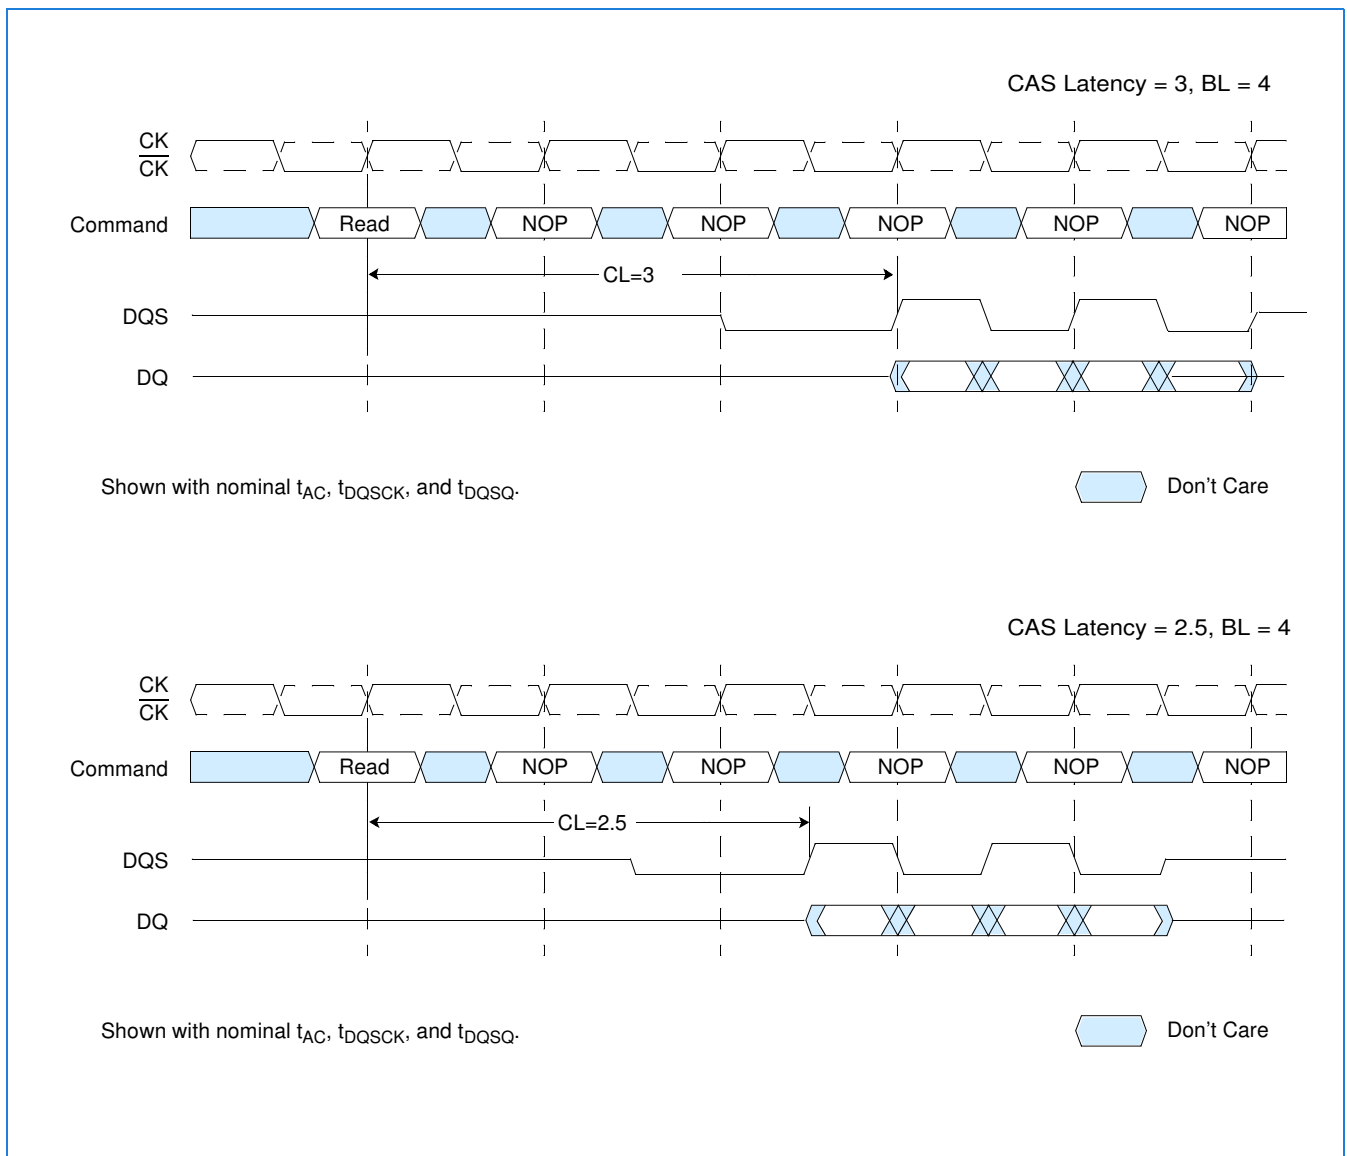 CAS Latency = 3, BL = 4
CK
CK
Command Read NOP NOP NOP NOP NOP
CL=3
DQS
DQ
Shown with nominal tAC, tDQSCK, and tDQSQ. Don't Care
CAS Latency = 2.5, BL = 4
CK
CK
Command Read NOP NOP NOP NOP NOP
CL=2.5
DQS
DQ
Shown with nominal tAC, tDQSCK, and tDQSQ. Don't Care